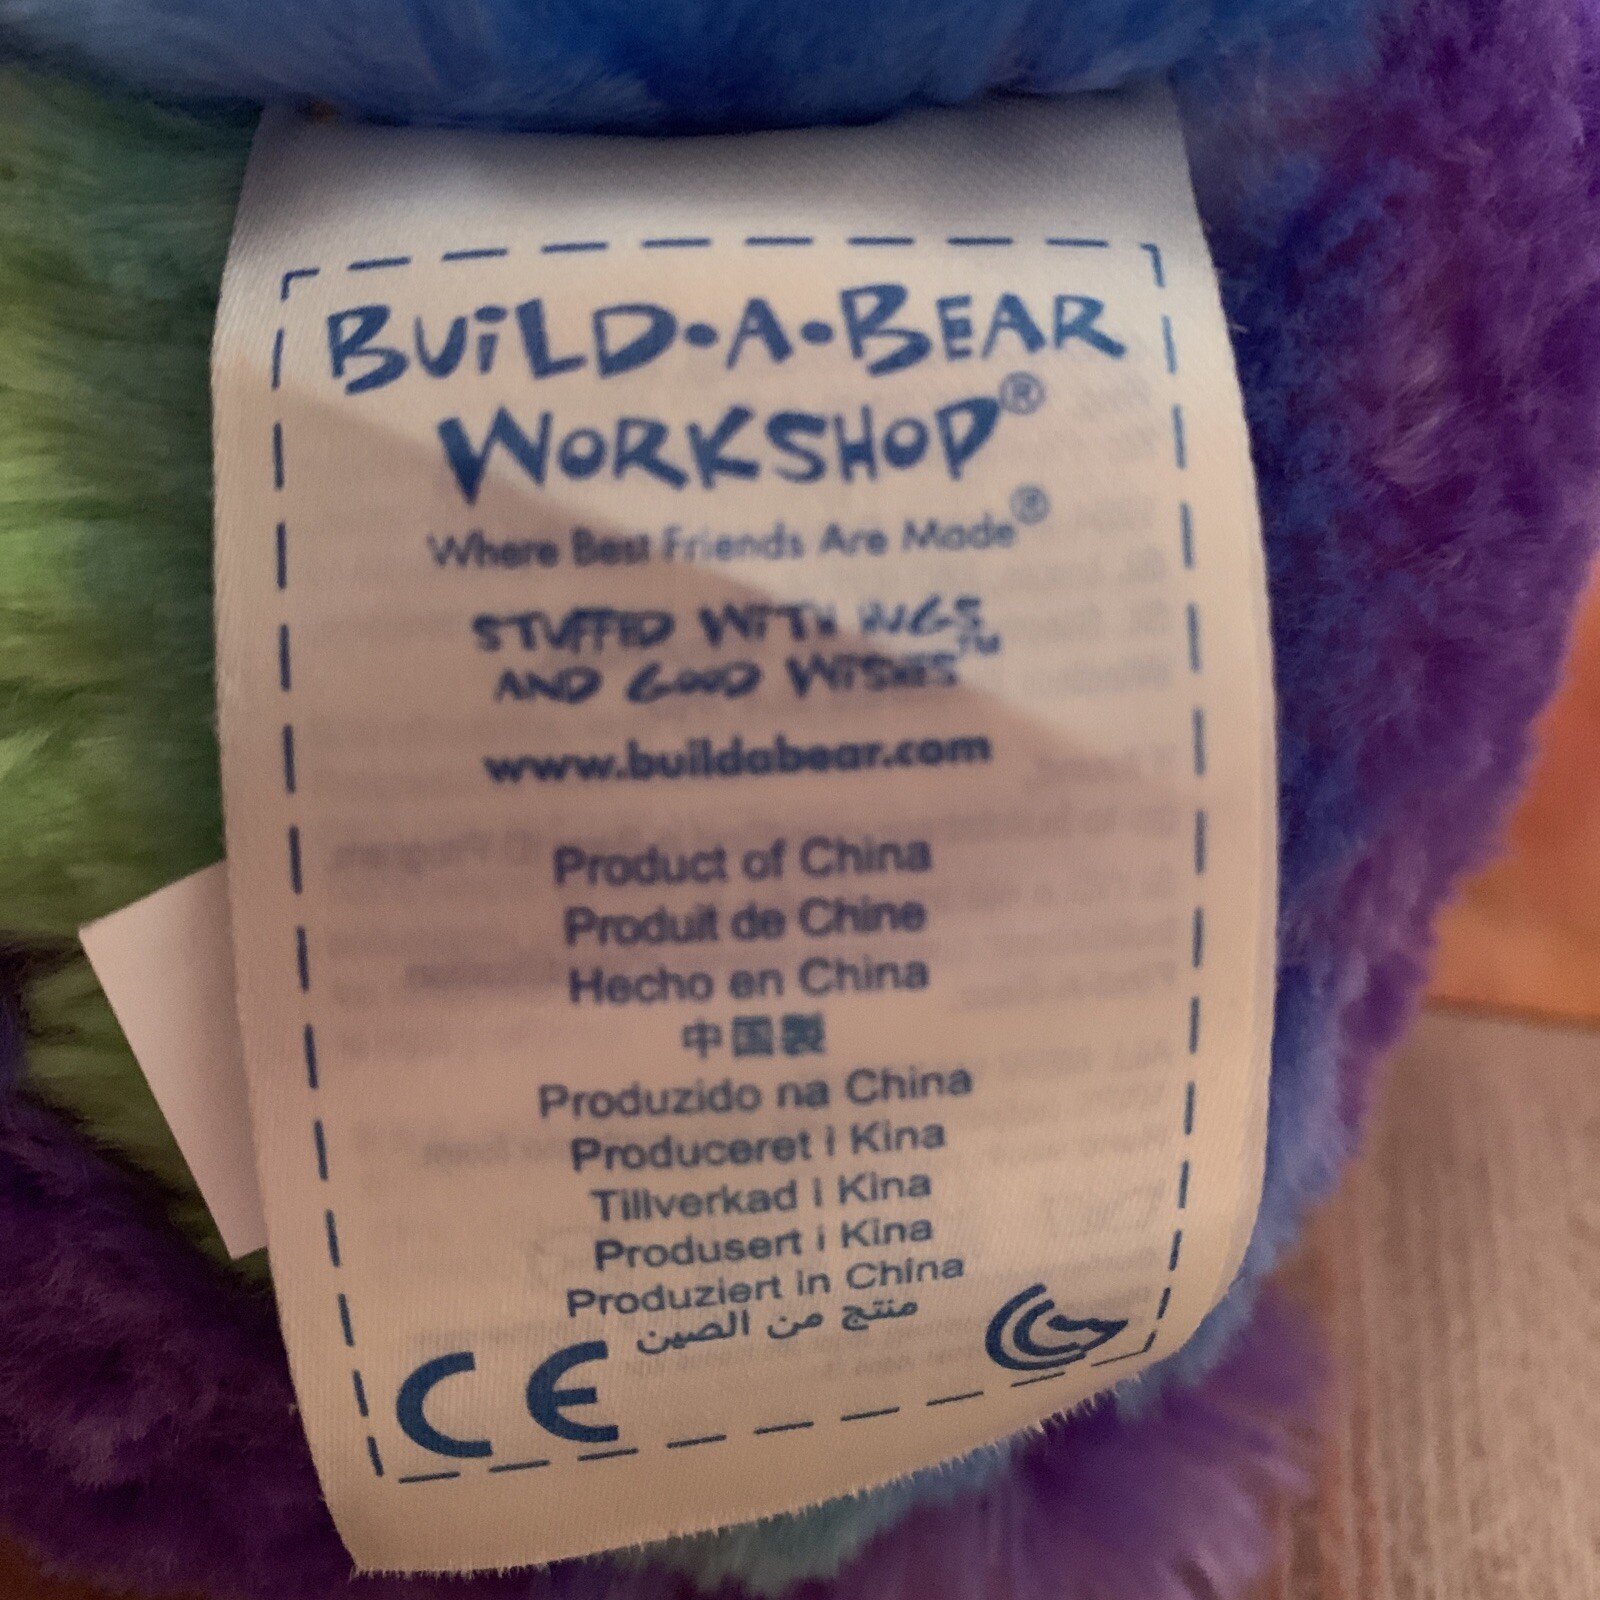 BUiLD•A•BEAR
WORKSHOP®
Where Best Friends Are Made®
STUFFED WITH HUGS
AND GOOD WISHES™
www.buildabear.com
Product of China
Produit de Chine
Hecho en China
中国製
Produzido na China
Produceret i Kina
Tillverkad i Kina
Produsert i Kina
Produziert in China
منتج من الصين
CE